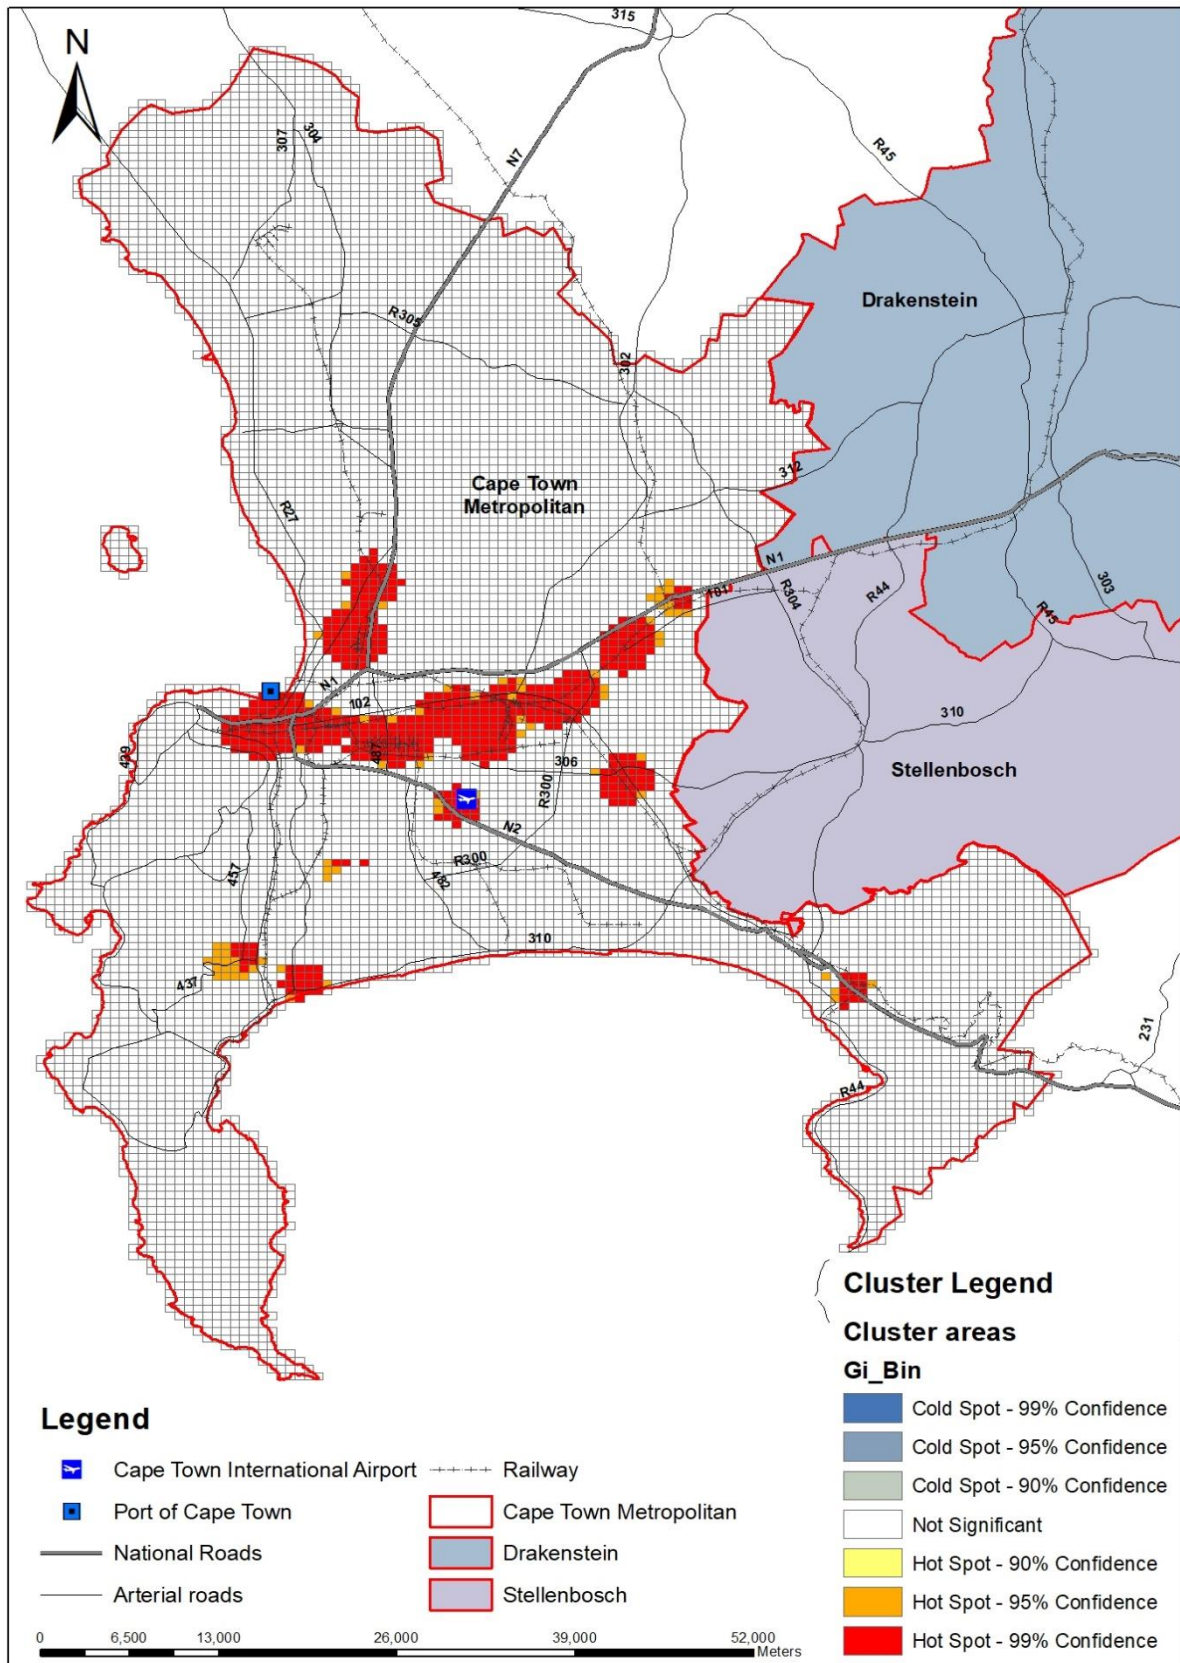 315
N
307
304
N7
R45
Drakenstein
R305
302
312
Cape Town
Metropolitan
R27
N1
101
R304
R44
303
R45
N1
102
310
439
487
306
Stellenbosch
R300
N2
457
R300
482
310
437
231
R44
Cluster Legend
Cluster areas
Gi_Bin
Cold Spot - 99% Confidence
Cold Spot - 95% Confidence
Cold Spot - 90% Confidence
Not Significant
Hot Spot - 90% Confidence
Hot Spot - 95% Confidence
Hot Spot - 99% Confidence
Legend
Cape Town International Airport
Railway
Port of Cape Town
Cape Town Metropolitan
National Roads
Drakenstein
Arterial roads
Stellenbosch
0 6,500 13,000 26,000 39,000 52,000
Meters